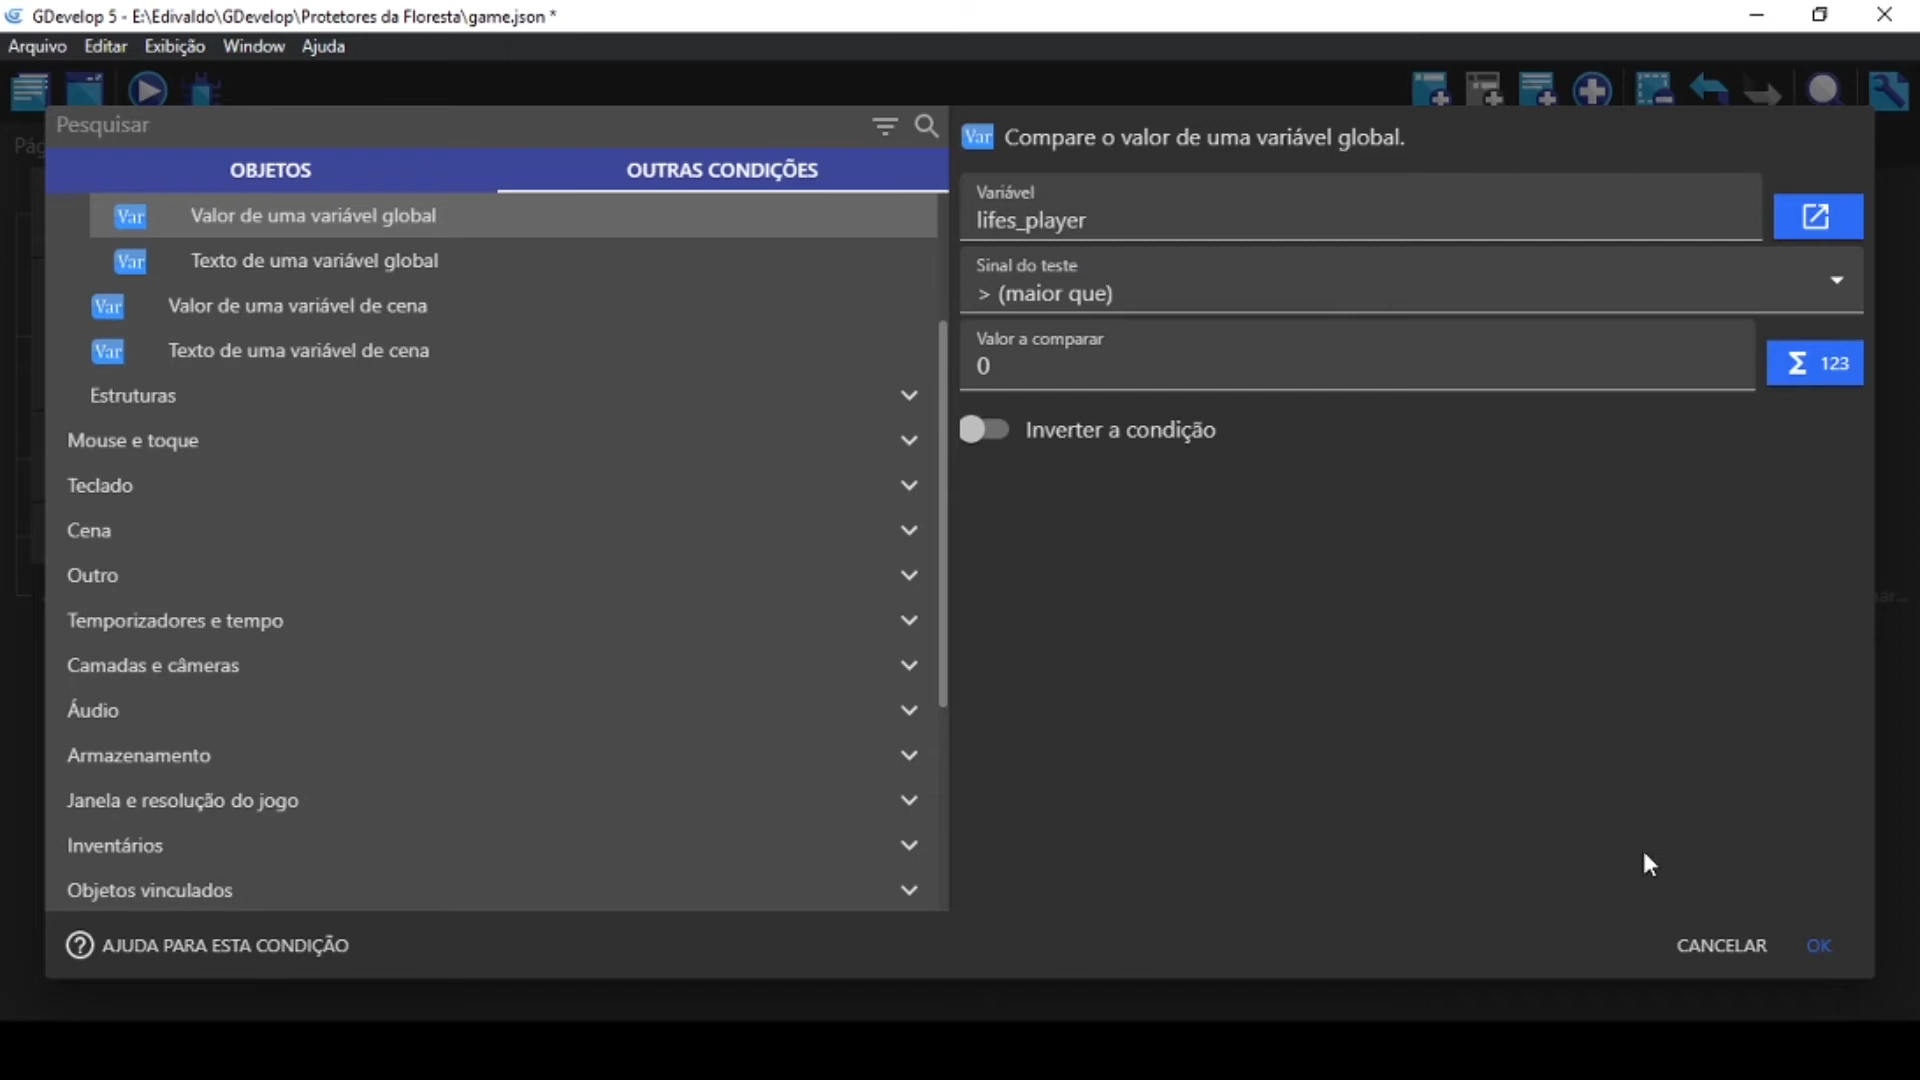 GDevelop 5 - E:\Edivaldo\GDevelop\Protetores da Floresta\game.json *
Arquivo Editar Exibição Window Ajuda
Pág
Pesquisar
OBJETOS OUTRAS CONDIÇÕES
Var Valor de uma variável global
Var Texto de uma variável global
Var Valor de uma variável de cena
Var Texto de uma variável de cena
Estruturas
Mouse e toque
Teclado
Cena
Outro
Temporizadores e tempo
Camadas e câmeras
Áudio
Armazenamento
Janela e resolução do jogo
Inventários
Objetos vinculados
AJUDA PARA ESTA CONDIÇÃO
Var Compare o valor de uma variável global.
Variável
lifes_player
Sinal do teste
> (maior que)
Valor a comparar
0
Σ 123
Inverter a condição
CANCELAR OK